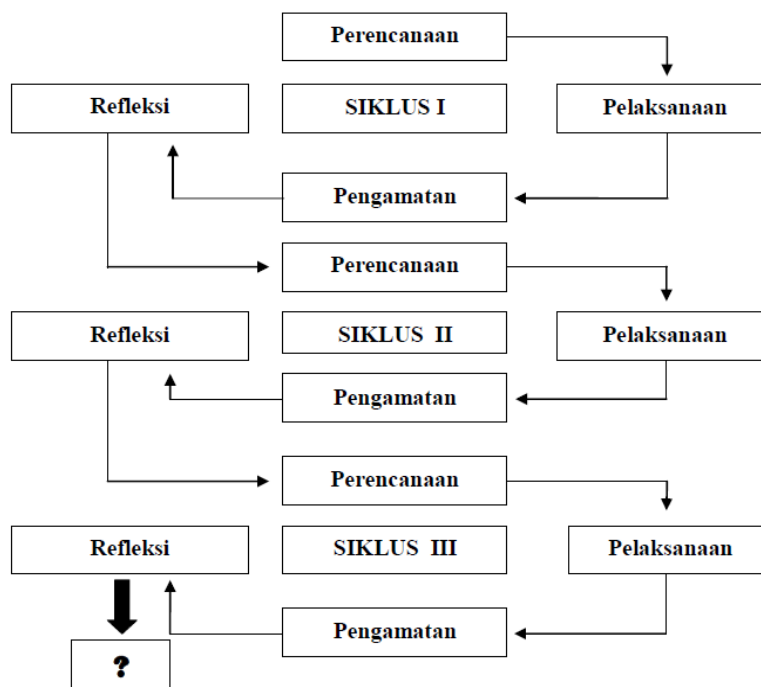 Perencanaan
Refleksi
SIKLUS I
Pelaksanaan
Pengamatan
Perencanaan
Refleksi
SIKLUS II
Pelaksanaan
Pengamatan
Perencanaan
Refleksi
SIKLUS III
Pelaksanaan
Pengamatan
?